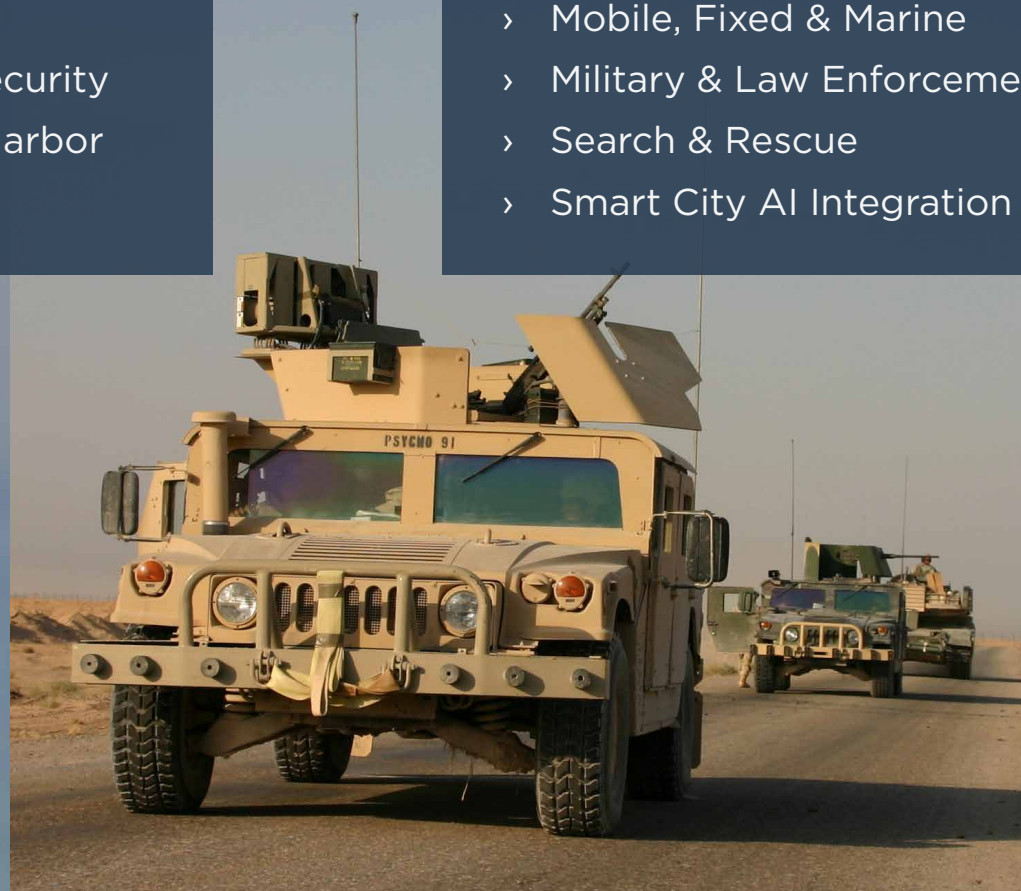 ecurity
arbor
› Mobile, Fixed & Marine
› Military & Law Enforceme
› Search & Rescue
› Smart City AI Integration
PSYCHO 91